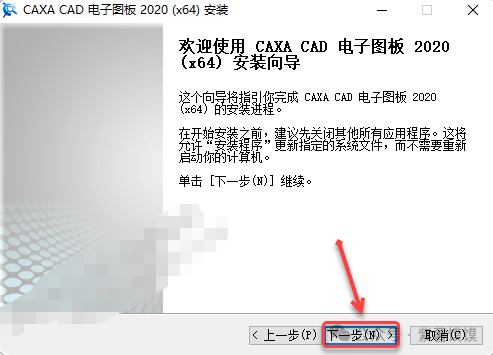 CAXA CAD 电子图板 2020 (x64) 安装
欢迎使用 CAXA CAD 电子图板 2020
(x64) 安装向导
这个向导将指引你完成 CAXA CAD 电子图板 2020
(x64) 的安装进程。
在开始安装之前，建议先关闭其他所有应用程序。这将
允许“安装程序”更新指定的系统文件，而不需要重新
启动你的计算机。
单击 [下一步(N)] 继续。
< 上一步(P) 下一步(N) > 取消(C)